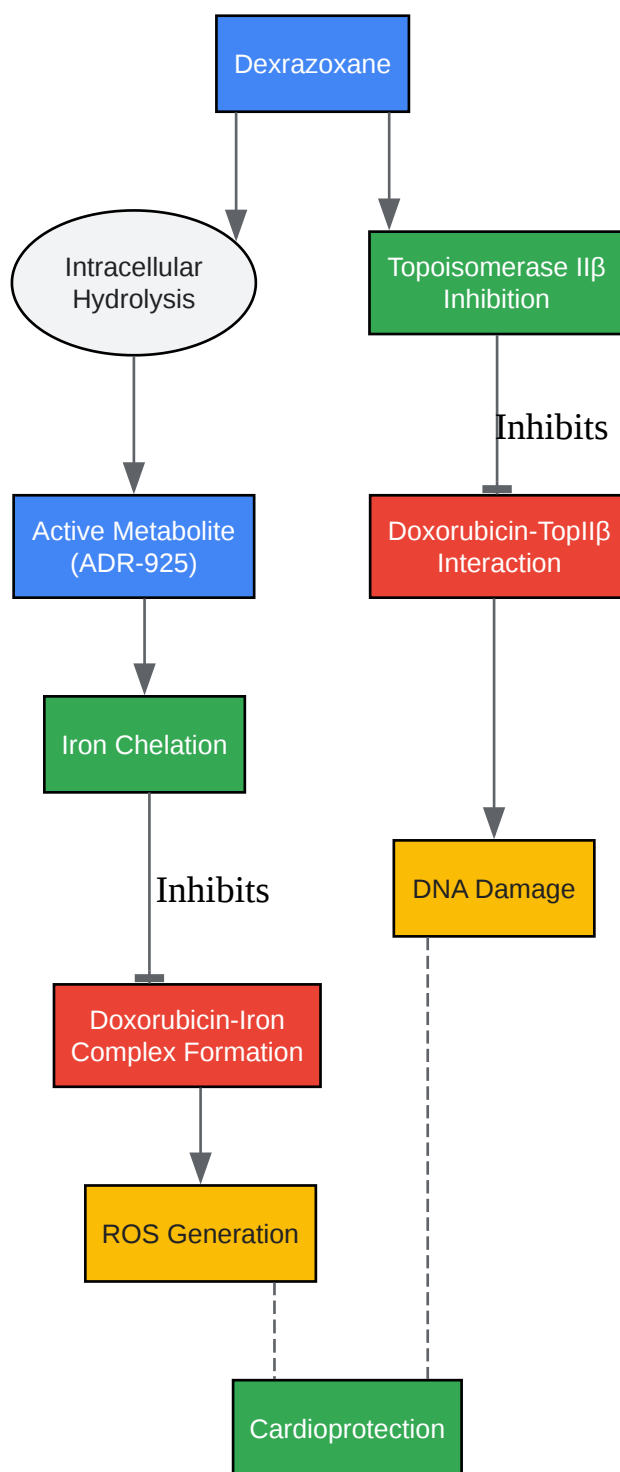 Dexrazoxane
Intracellular
Hydrolysis
Topoisomerase IIβ
Inhibition
Inhibits
Active Metabolite
(ADR-925)
Doxorubicin-TopIIβ
Interaction
Iron Chelation
Inhibits
DNA Damage
Doxorubicin-Iron
Complex Formation
ROS Generation
Cardioprotection